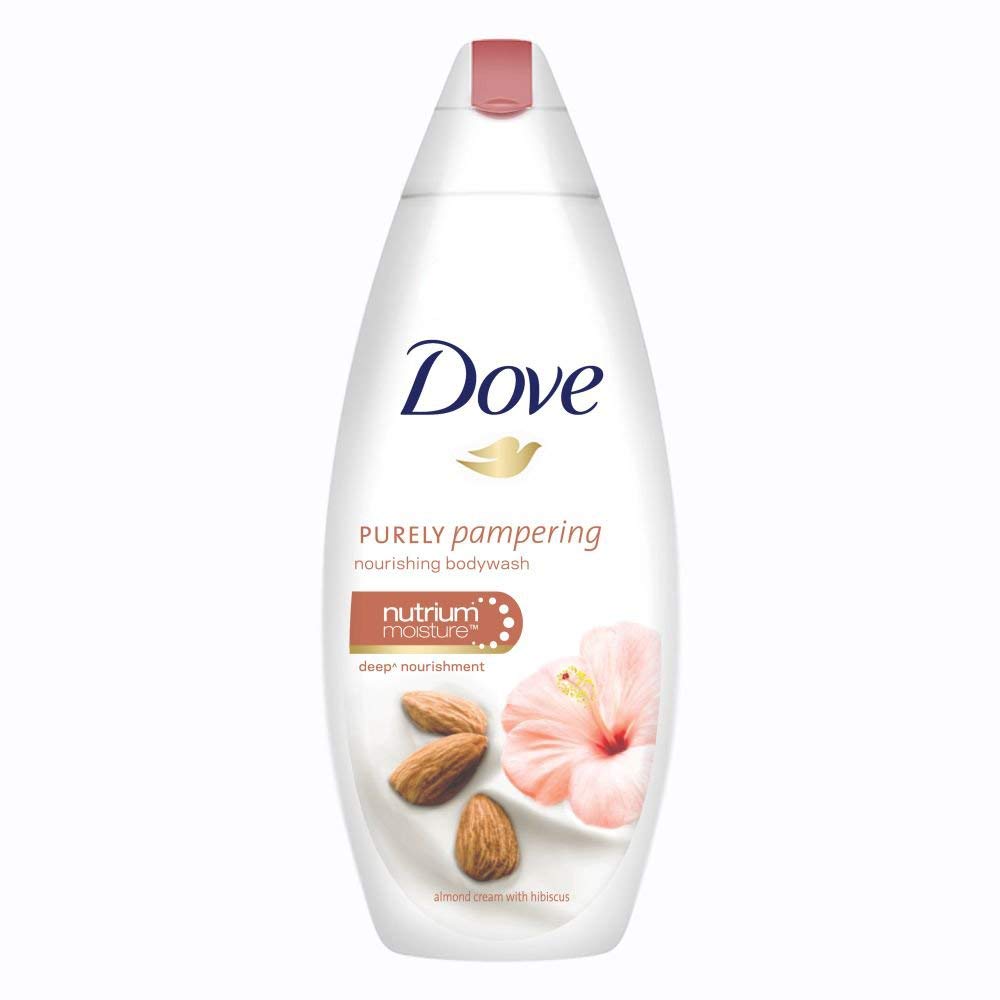 Dove
PURELY pampering
nourishing bodywash
nutrium
moisture™
deep^ nourishment
almond cream with hibiscus